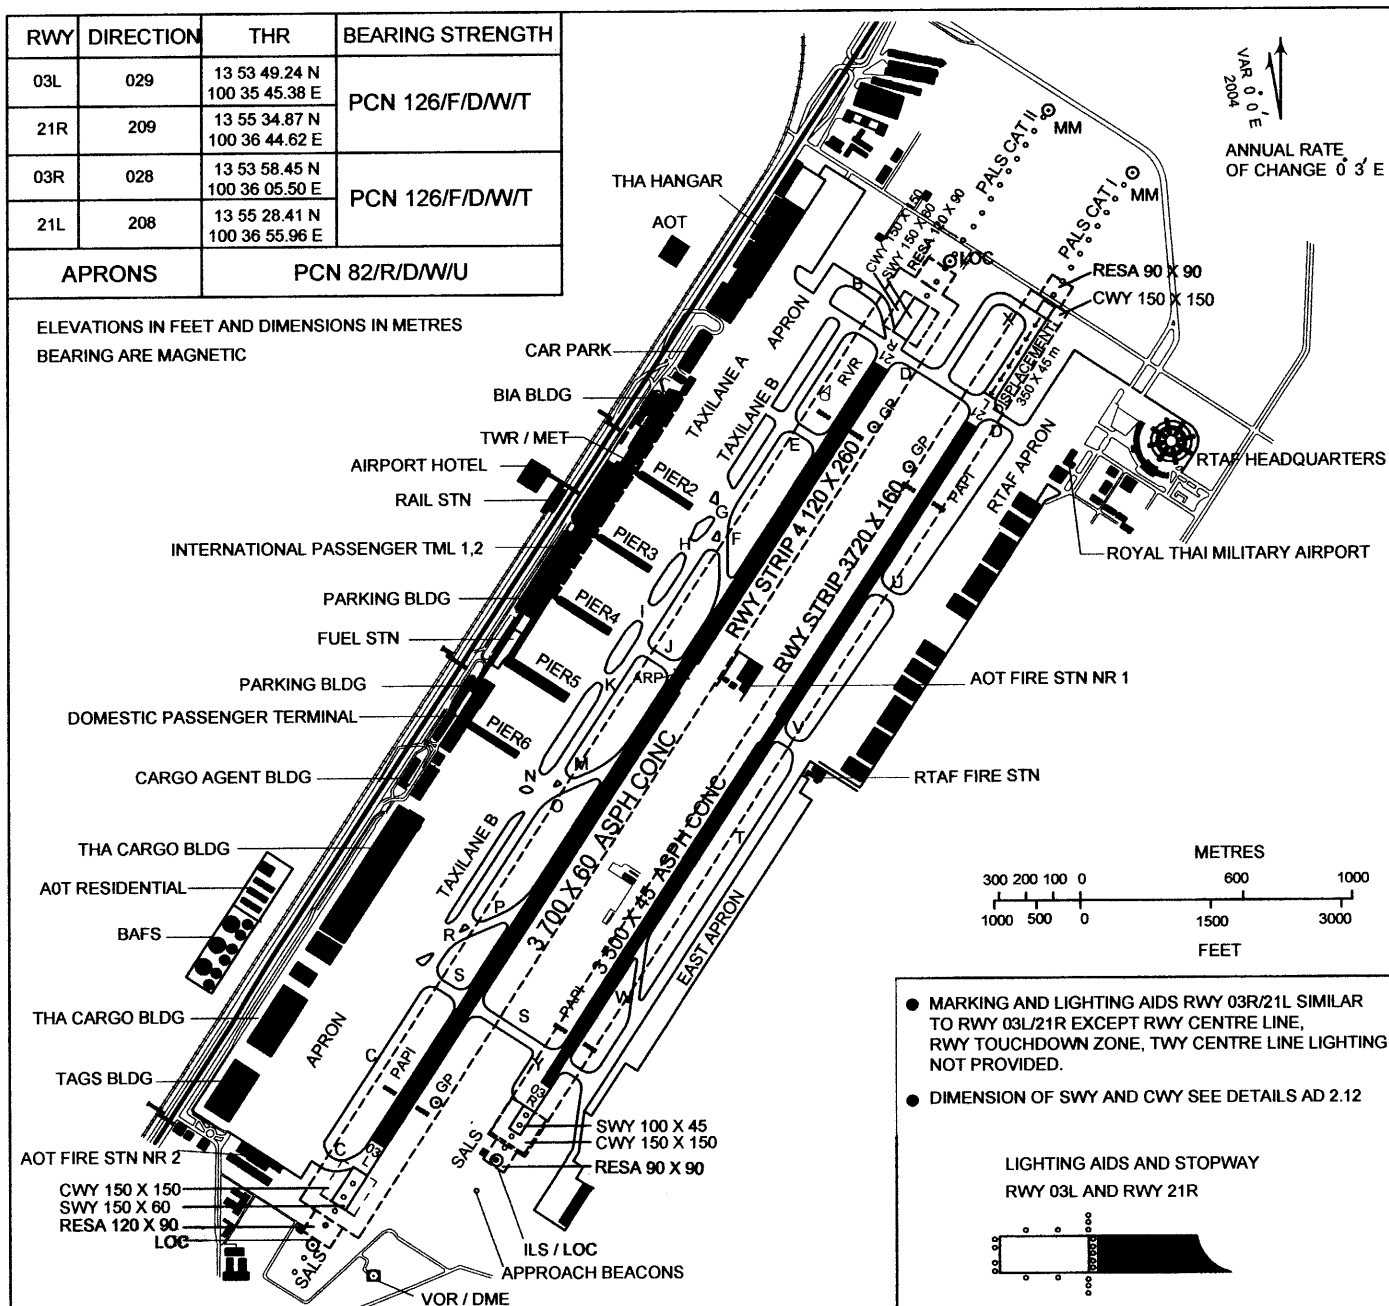 RWY DIRECTION THR BEARING STRENGTH
03L 029 13 53 49.24 N
100 35 45.38 E
PCN 126/F/D/W/T
21R 209 13 55 34.87 N
100 36 44.62 E
03R 028 13 53 58.45 N
100 36 05.50 E
PCN 126/F/D/W/T
21L 208 13 55 28.41 N
100 36 55.96 E
APRONS PCN 82/R/D/W/U
ELEVATIONS IN FEET AND DIMENSIONS IN METRES
BEARING ARE MAGNETIC
VAR 0 0' E
2004
ANNUAL RATE
OF CHANGE 0 3' E
MM
MM
PALS CAT II
PALS CAT I
THA HANGAR
AOT
CWY 150 X 150
SWY 150 X 60
RESA 120 X 90
LOC
RESA 90 X 90
CWY 150 X 150
DISPLACEMENT
350 X 45 m
CAR PARK
BIA BLDG
TWR / MET
AIRPORT HOTEL
RAIL STN
INTERNATIONAL PASSENGER TML 1,2
PARKING BLDG
FUEL STN
PARKING BLDG
DOMESTIC PASSENGER TERMINAL
CARGO AGENT BLDG
THA CARGO BLDG
A0T RESIDENTIAL
BAFS
THA CARGO BLDG
TAGS BLDG
AOT FIRE STN NR 2
CWY 150 X 150
SWY 150 X 60
RESA 120 X 90
LOC
SALS
APRON
TAXILANE A
TAXILANE B
PIER2
PIER3
PIER4
PIER5
PIER6
TAXILANE B
APRON
B
RVR
21 R
D
E
GP
GP
PAPI
D
21
G
F
H
I
J
K
ARP
M
N
O
P
R
S
S
C
C
PAPI
GP
03
L
U
V
T
W
Y
PAPI
03
R
RWY STRIP 4 120 X 260
RWY STRIP 3720 X 160
3 700 X 60 ASPH CONC
3 500 X 45 ASPH CONC
RTAF APRON
RTAF HEADQUARTERS
ROYAL THAI MILITARY AIRPORT
AOT FIRE STN NR 1
RTAF FIRE STN
EAST APRON
SWY 100 X 45
CWY 150 X 150
RESA 90 X 90
SALS
ILS / LOC
APPROACH BEACONS
VOR / DME
METRES
300 200 100 0 600 1000
1000 500 0 1500 3000
FEET
● MARKING AND LIGHTING AIDS RWY 03R/21L SIMILAR
TO RWY 03L/21R EXCEPT RWY CENTRE LINE,
RWY TOUCHDOWN ZONE, TWY CENTRE LINE LIGHTING
NOT PROVIDED.
● DIMENSION OF SWY AND CWY SEE DETAILS AD 2.12
LIGHTING AIDS AND STOPWAY
RWY 03L AND RWY 21R